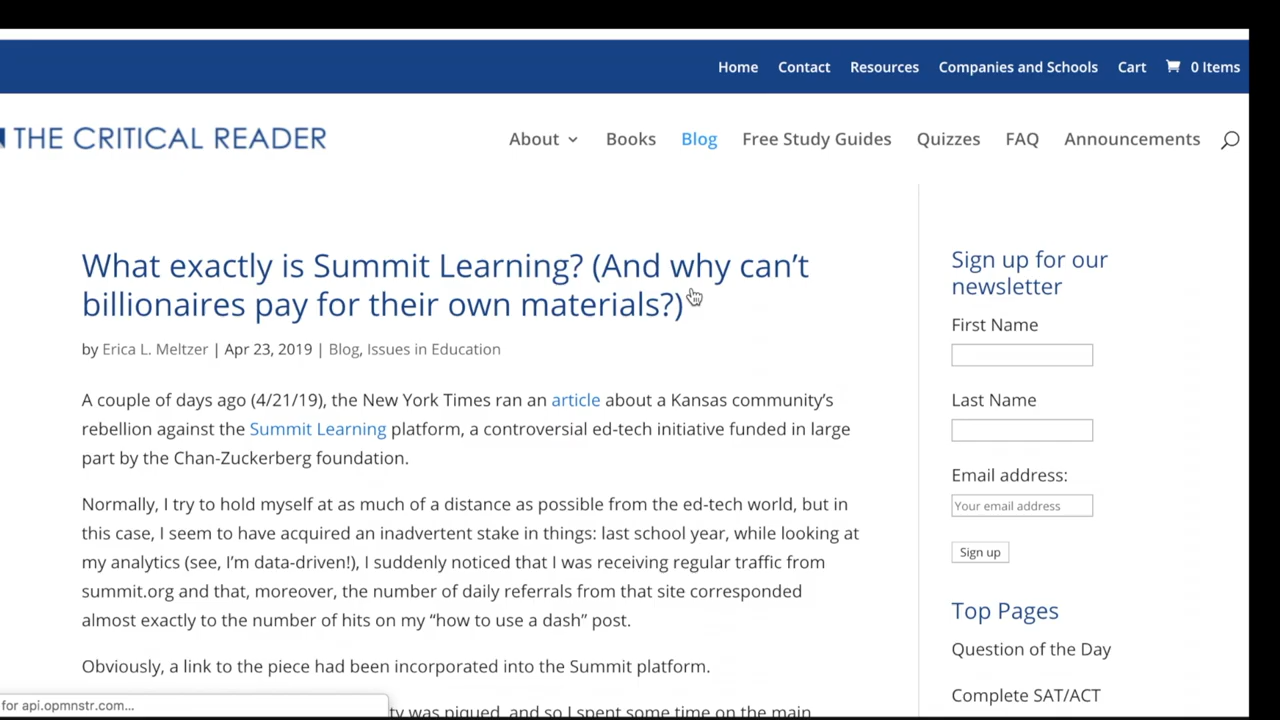 Home Contact Resources Companies and Schools Cart 0 Items
THE CRITICAL READER
About Books Blog Free Study Guides Quizzes FAQ Announcements
What exactly is Summit Learning? (And why can't
billionaires pay for their own materials?)
by Erica L. Meltzer | Apr 23, 2019 | Blog, Issues in Education
A couple of days ago (4/21/19), the New York Times ran an article about a Kansas community's
rebellion against the Summit Learning platform, a controversial ed-tech initiative funded in large
part by the Chan-Zuckerberg foundation.
Normally, I try to hold myself at as much of a distance as possible from the ed-tech world, but in
this case, I seem to have acquired an inadvertent stake in things: last school year, while looking at
my analytics (see, I'm data-driven!), I suddenly noticed that I was receiving regular traffic from
summit.org and that, moreover, the number of daily referrals from that site corresponded
almost exactly to the number of hits on my "how to use a dash" post.
Obviously, a link to the piece had been incorporated into the Summit platform.
was piqued, and so I spent some time on the main
for api.opmnstr.com...
Sign up for our
newsletter
First Name
Last Name
Email address:
Your email address
Sign up
Top Pages
Question of the Day
Complete SAT/ACT